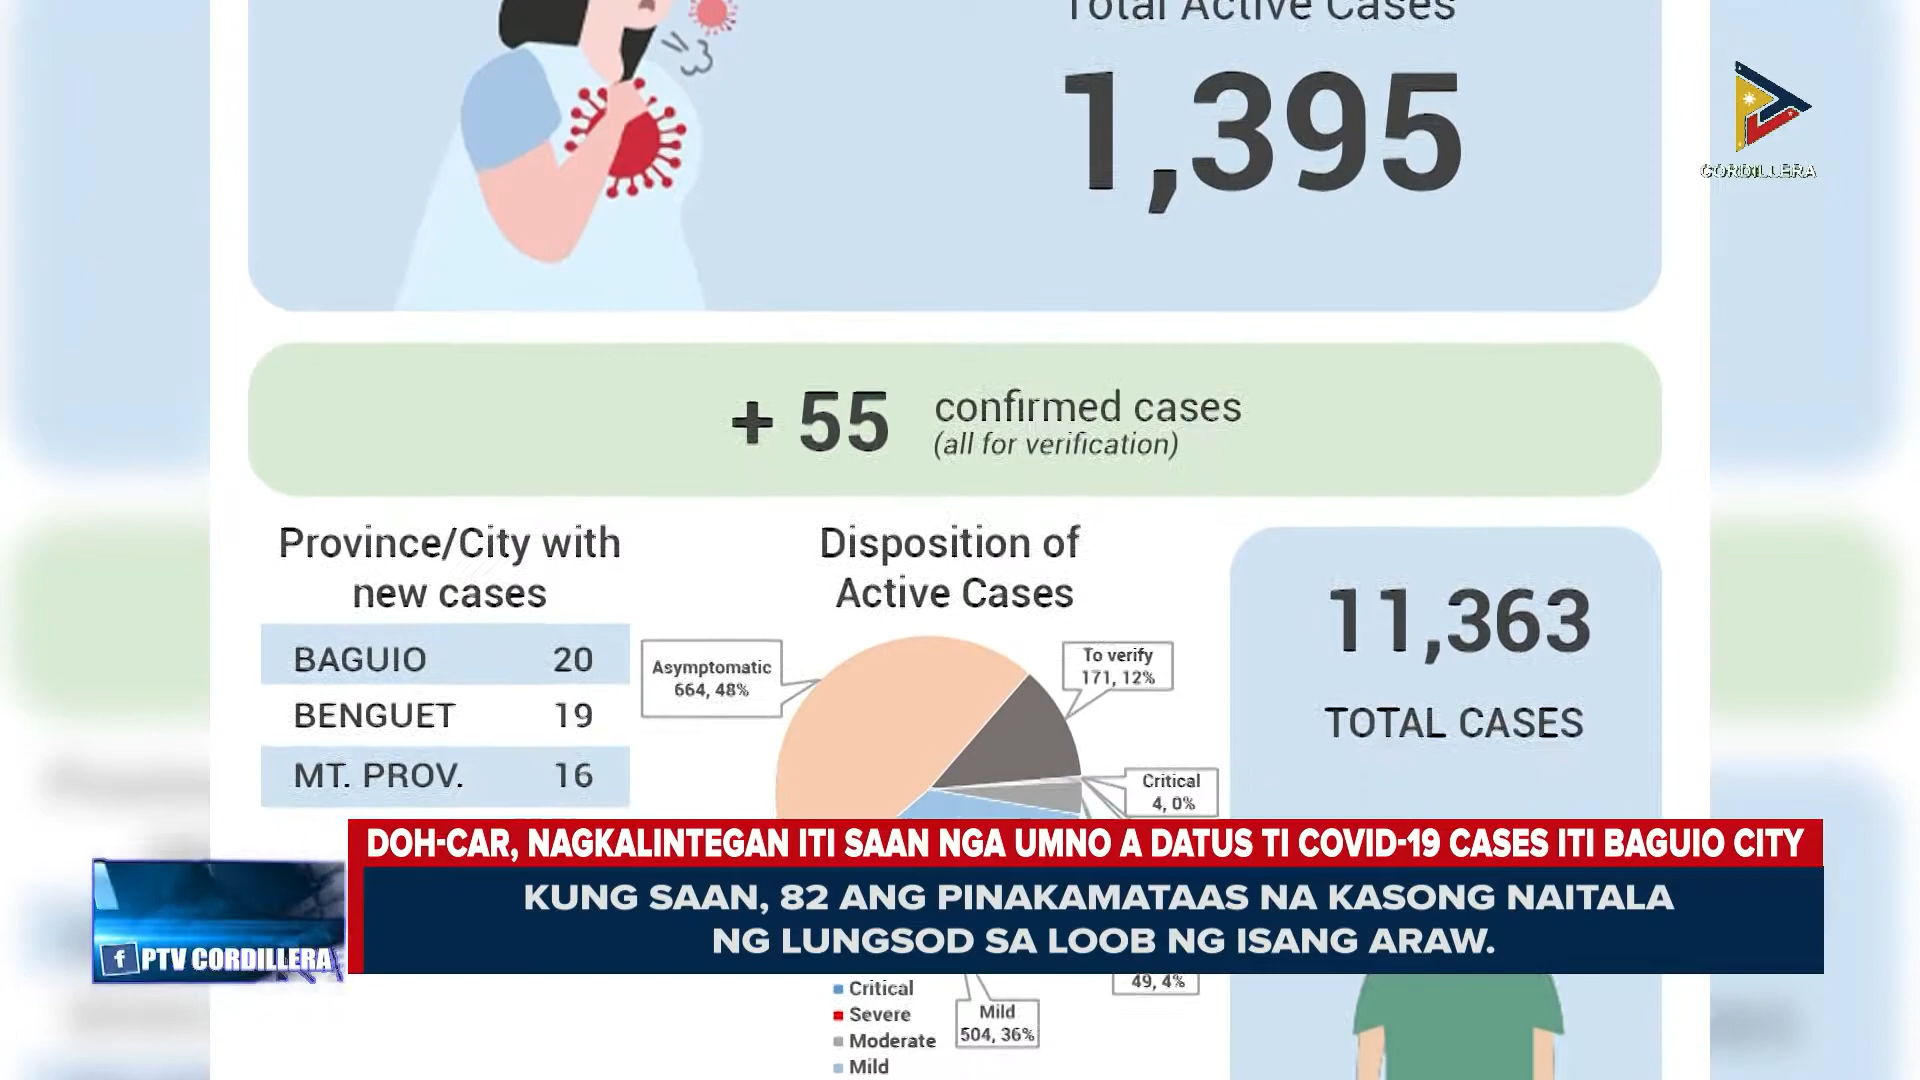 Total Active Cases
1,395
CORDILLERA
+ 55 confirmed cases
(all for verification)
Province/City with
new cases
BAGUIO 20
BENGUET 19
MT. PROV. 16
Disposition of
Active Cases
Asymptomatic
664, 48%
To verify
171, 12%
Critical
4, 0%
11,363
TOTAL CASES
DOH-CAR, NAGKALINTEGAN ITI SAAN NGA UMNO A DATUS TI COVID-19 CASES ITI BAGUIO CITY
KUNG SAAN, 82 ANG PINAKAMATAAS NA KASONG NAITALA
NG LUNGSOD SA LOOB NG ISANG ARAW.
f PTV CORDILLERA
49, 4%
Mild
504, 36%
Critical
Severe
Moderate
Mild